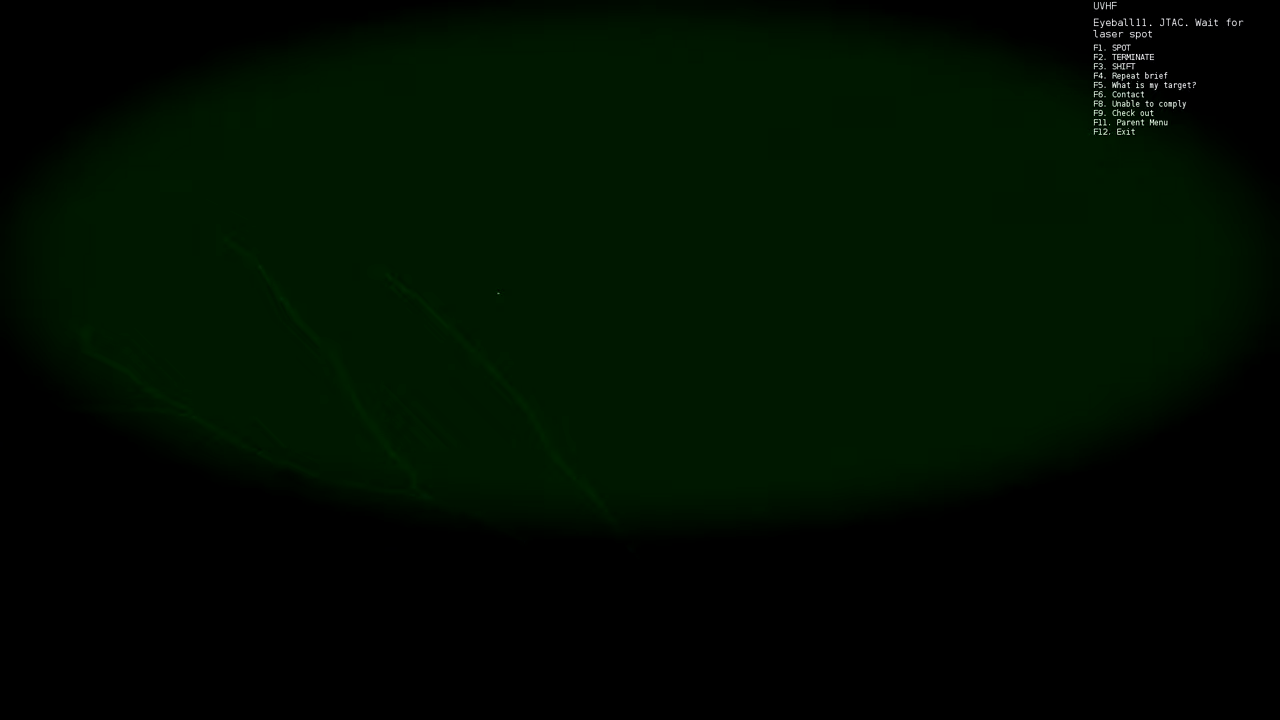 UVHF
Eyeball11. JTAC. Wait for
laser spot
F1. SPOT
F2. TERMINATE
F3. SHIFT
F4. Repeat brief
F5. What is my target?
F6. Contact
F8. Unable to comply
F9. Check out
F11. Parent Menu
F12. Exit